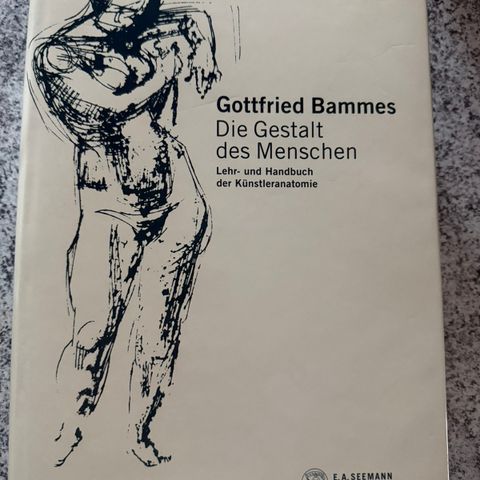 Gottfried Bammes
Die Gestalt
des Menschen
Lehr- und Handbuch
der Künstleranatomie
E. A. SEEMANN